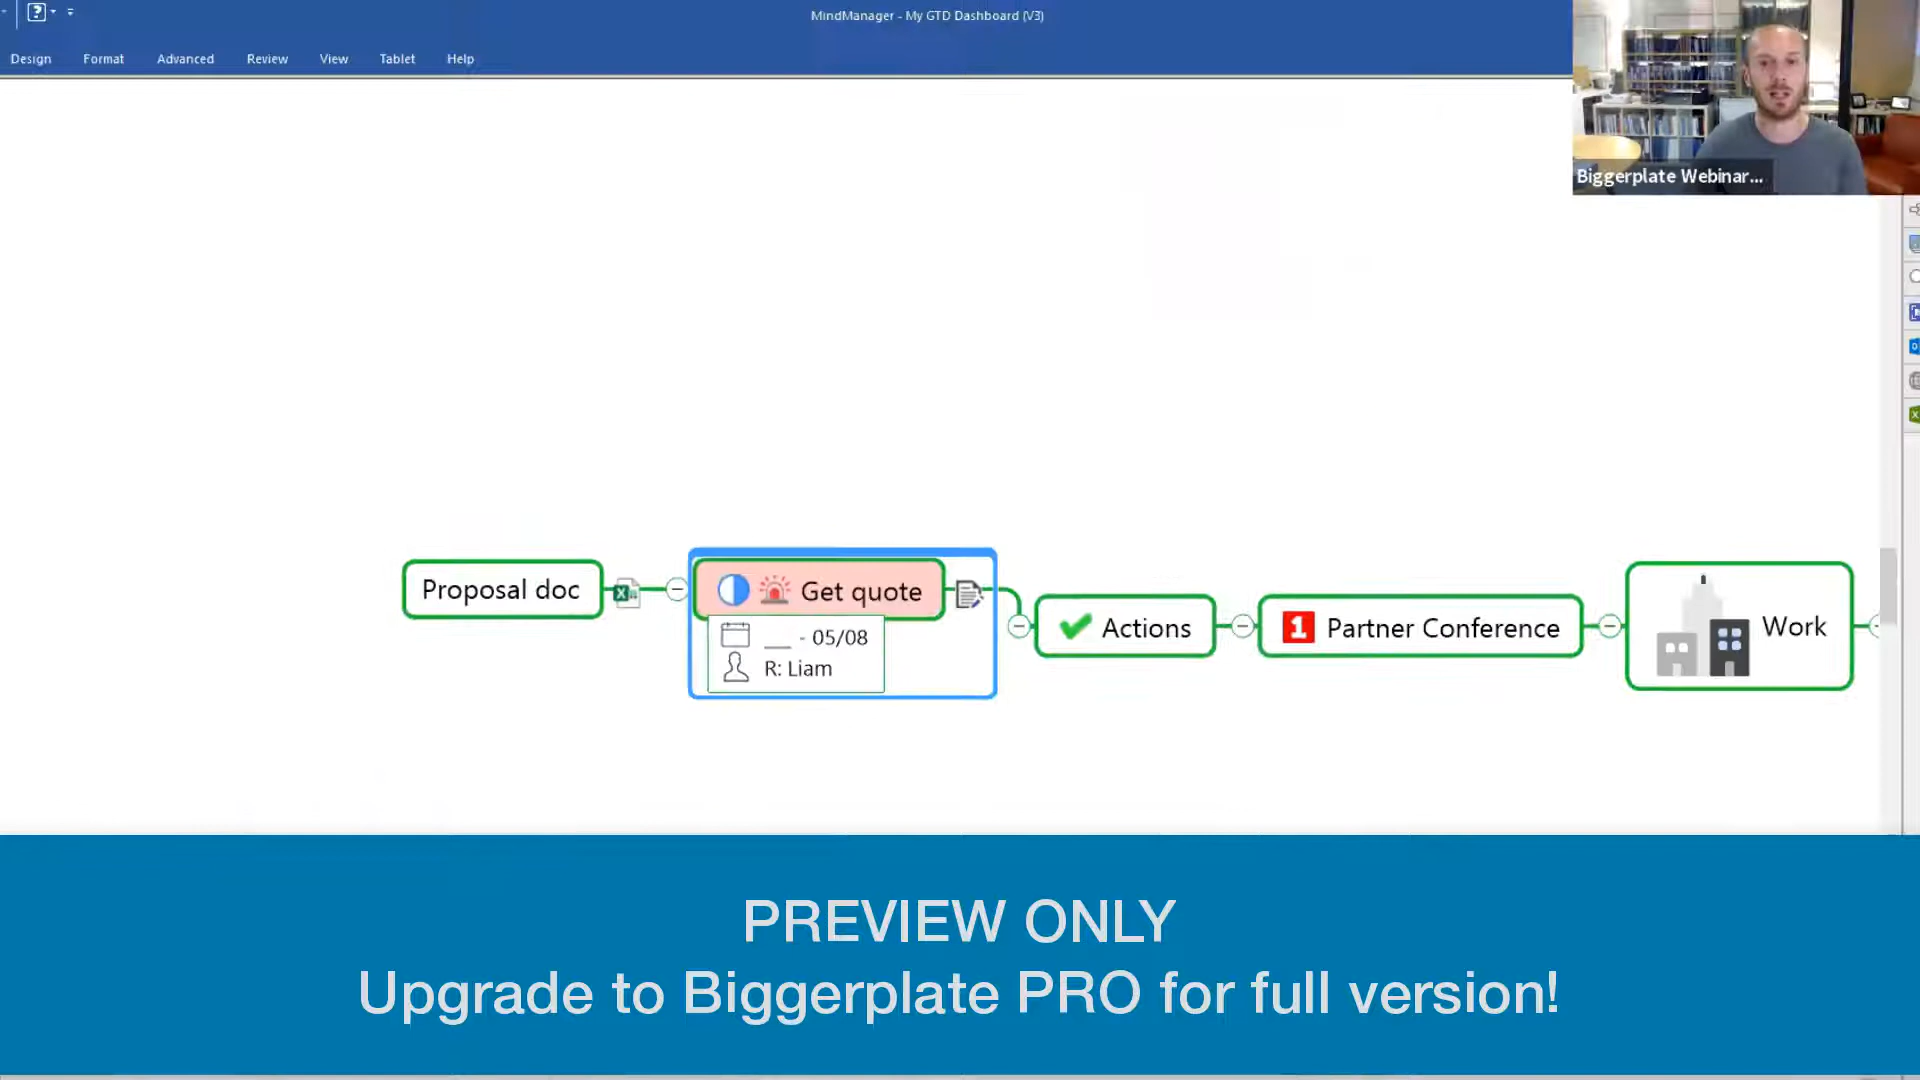 MindManager - My GTD Dashboard (V3)
Design Format Advanced Review View Tablet Help
Biggerplate Webinar...
Proposal doc
Get quote
__ - 05/08
R: Liam
Actions
1 Partner Conference
Work
PREVIEW ONLY
Upgrade to Biggerplate PRO for full version!